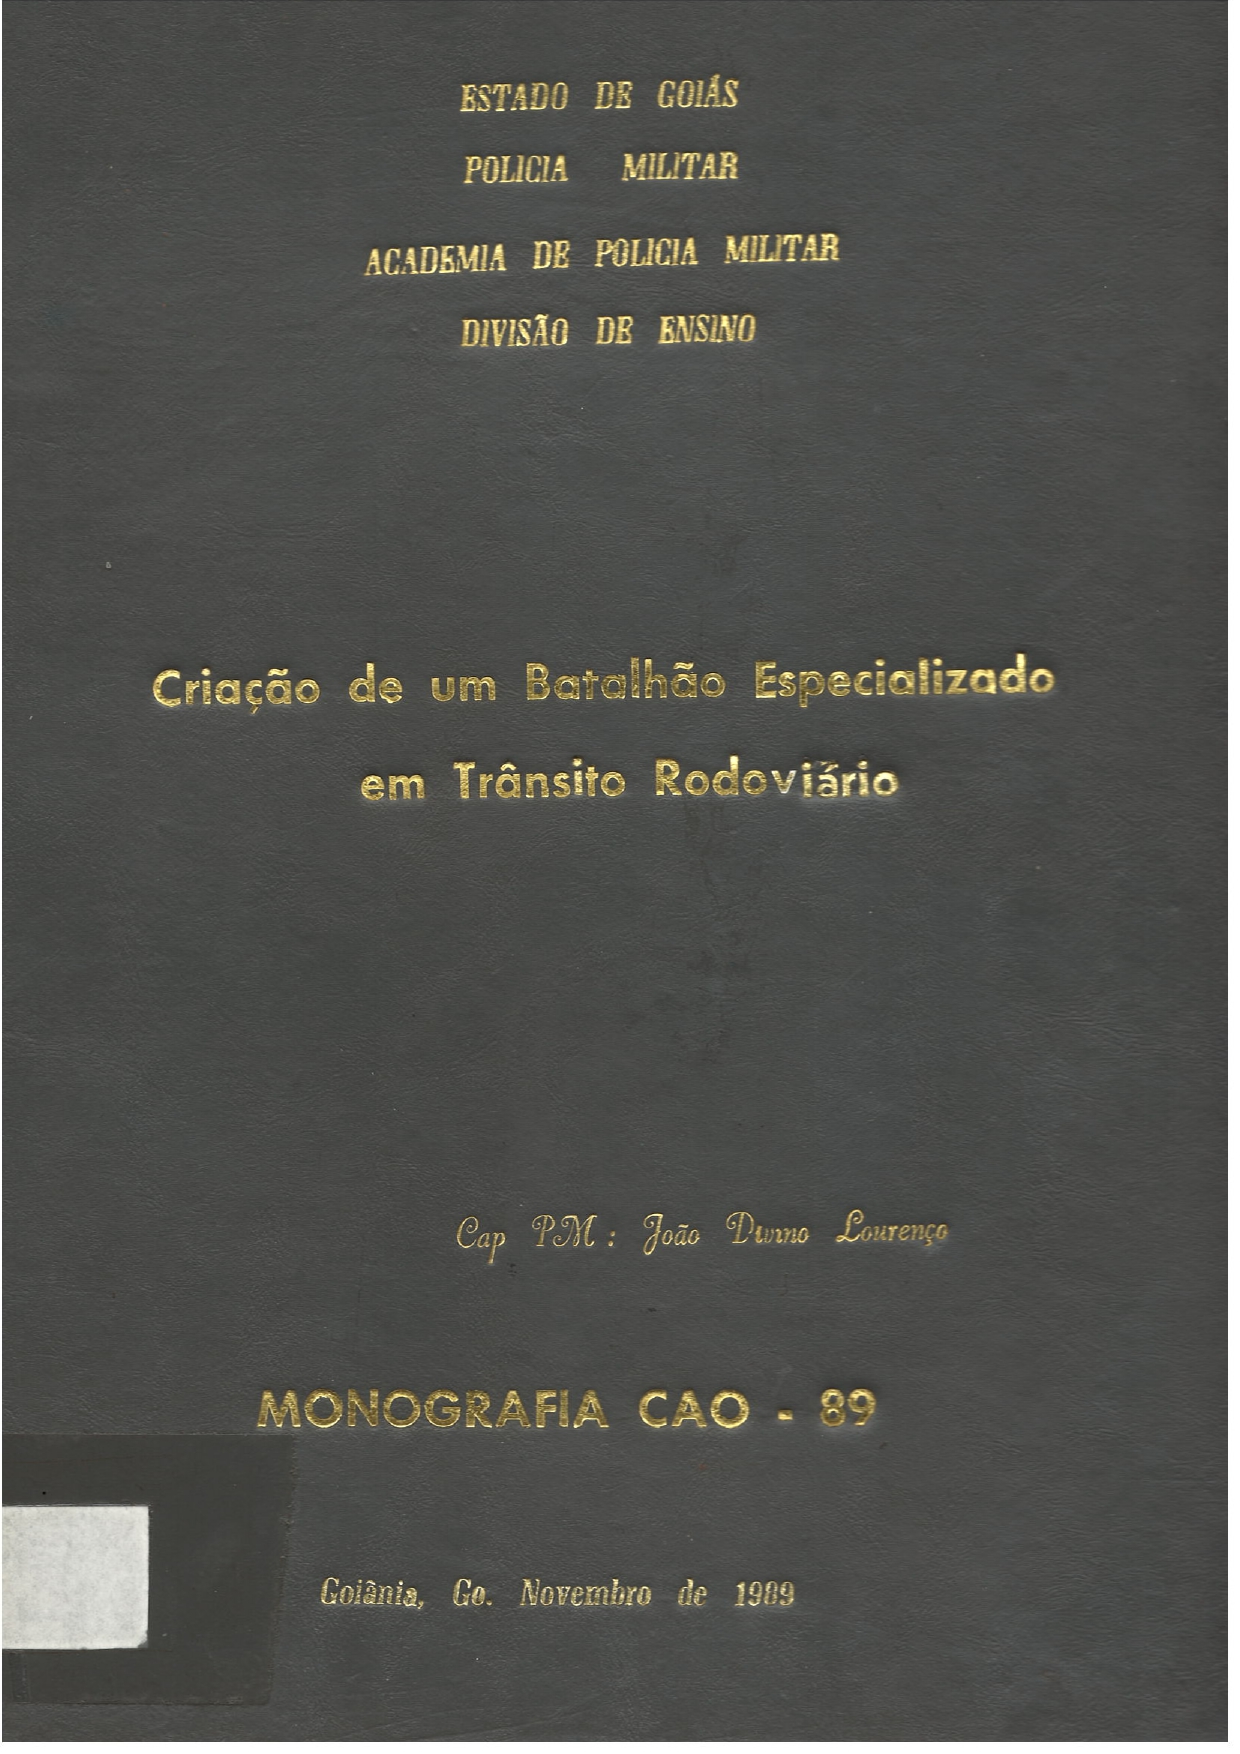 ESTADO DE GOIÁS
POLICIA MILITAR
ACADEMIA DE POLICIA MILITAR
DIVISÃO DE ENSINO
Criação de um Batalhão Especializado
em Trânsito Rodoviário
Cap PM: João Divino Lourenço
MONOGRAFIA CAO - 89
Goiânia, Go. Novembro de 1989